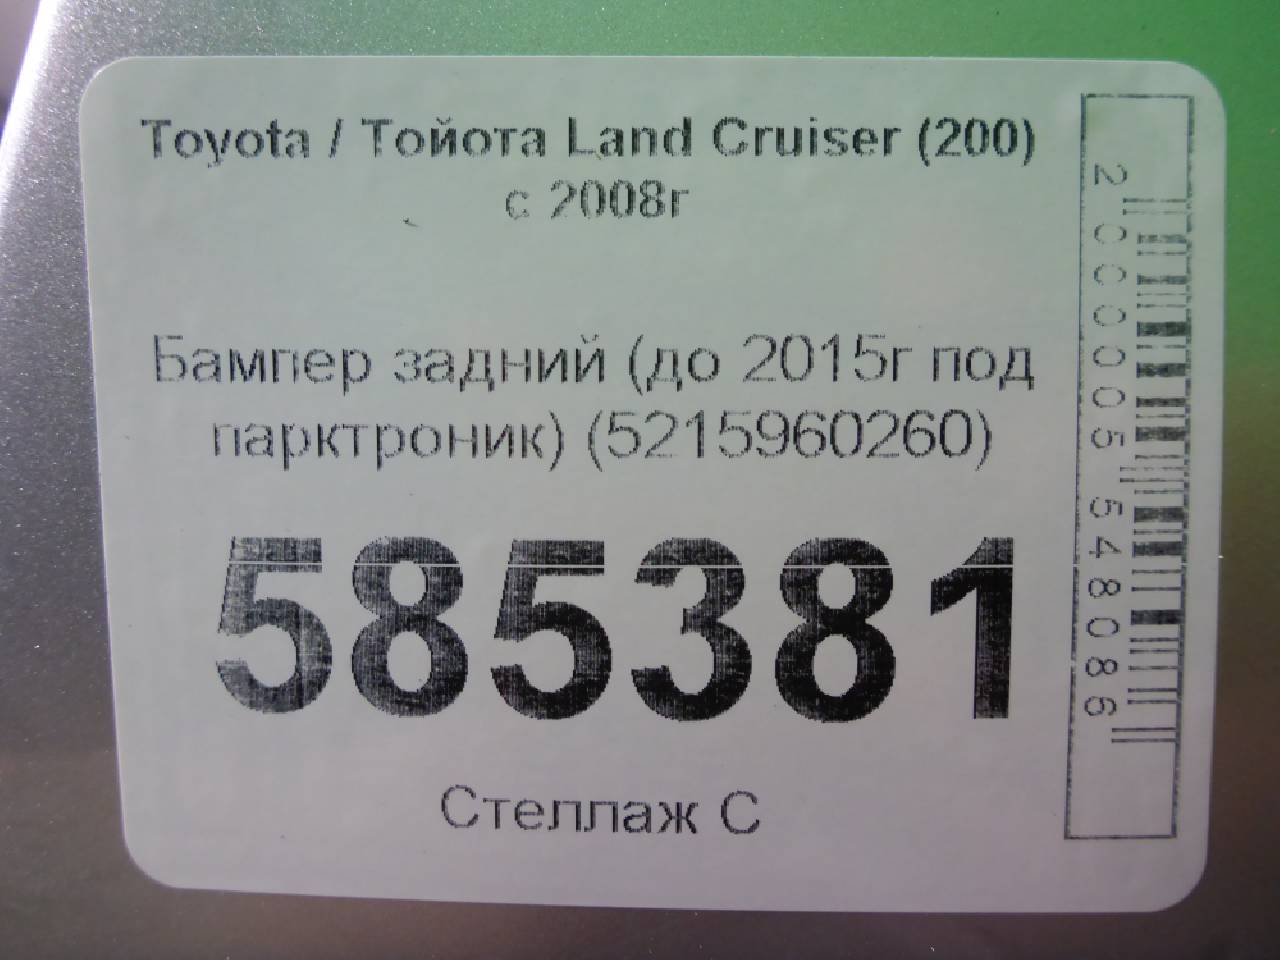 Toyota / Тойота Land Cruiser (200)
с 2008г
Бампер задний (до 2015г под
парктроник) (5215960260)
585381
Стеллаж С
2000005548086